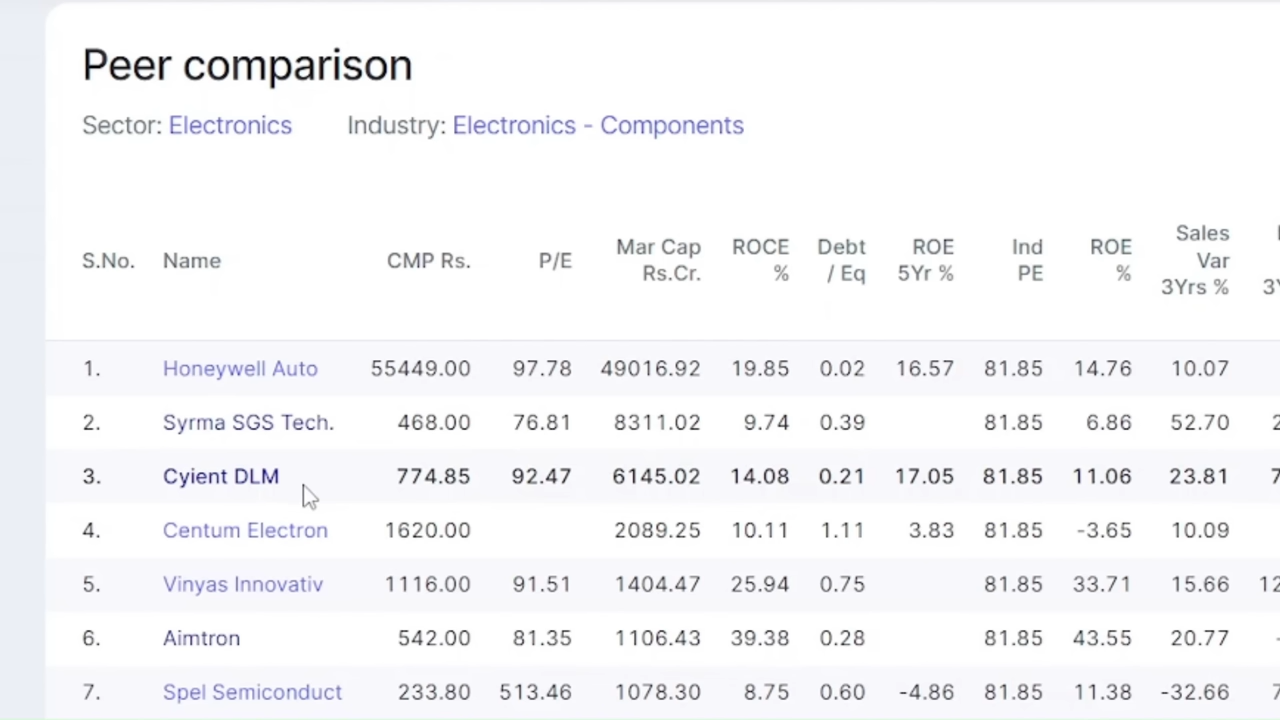 Peer comparison
Sector: Electronics Industry: Electronics - Components
S.No. Name CMP Rs. P/E Mar Cap Rs.Cr. ROCE % Debt / Eq ROE 5Yr % Ind PE ROE % Sales Var 3Yrs %
1. Honeywell Auto 55449.00 97.78 49016.92 19.85 0.02 16.57 81.85 14.76 10.07
2. Syrma SGS Tech. 468.00 76.81 8311.02 9.74 0.39 81.85 6.86 52.70
3. Cyient DLM 774.85 92.47 6145.02 14.08 0.21 17.05 81.85 11.06 23.81
4. Centum Electron 1620.00 2089.25 10.11 1.11 3.83 81.85 -3.65 10.09
5. Vinyas Innovativ 1116.00 91.51 1404.47 25.94 0.75 81.85 33.71 15.66
6. Aimtron 542.00 81.35 1106.43 39.38 0.28 81.85 43.55 20.77
7. Spel Semiconduct 233.80 513.46 1078.30 8.75 0.60 -4.86 81.85 11.38 -32.66